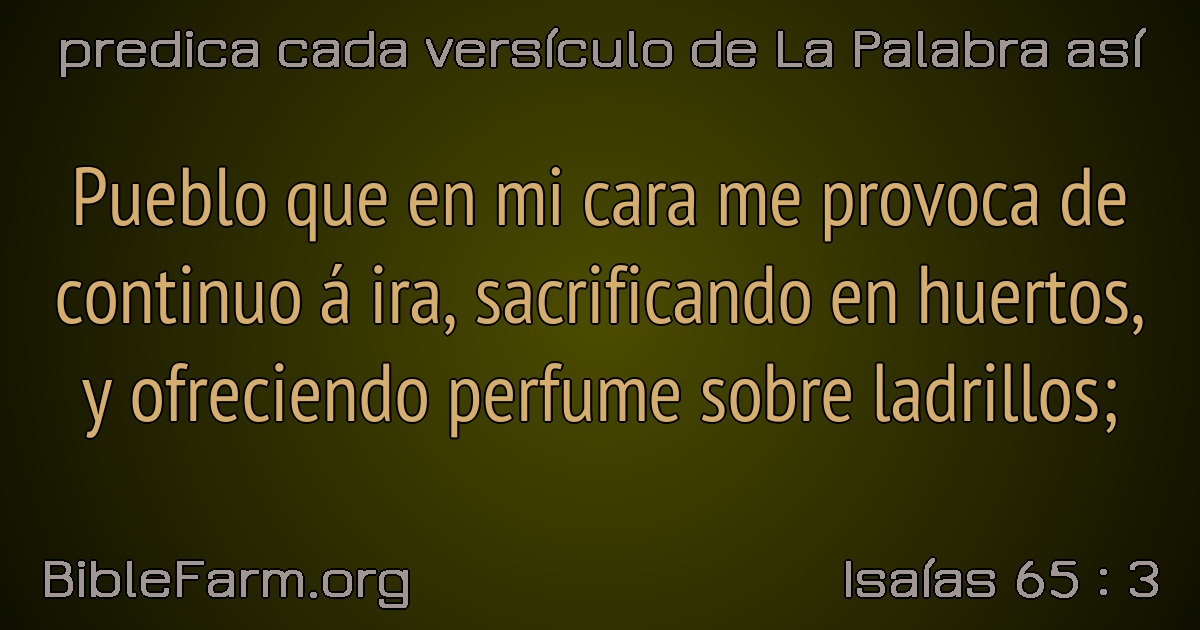 predica cada versículo de La Palabra así
Pueblo que en mi cara me provoca de
continuo á ira, sacrificando en huertos,
y ofreciendo perfume sobre ladrillos;
BibleFarm.org
Isaías 65 : 3